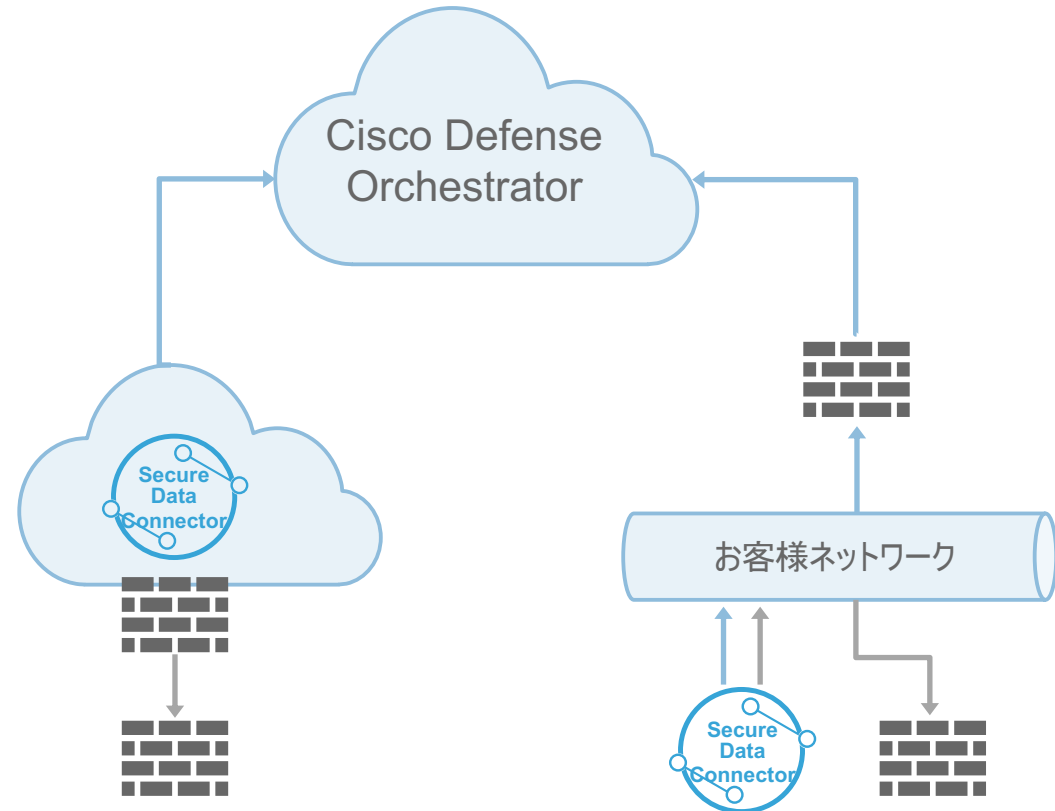 Cisco Defense
Orchestrator
Secure
Data
Connector
お客様ネットワーク
Secure
Data
Connector